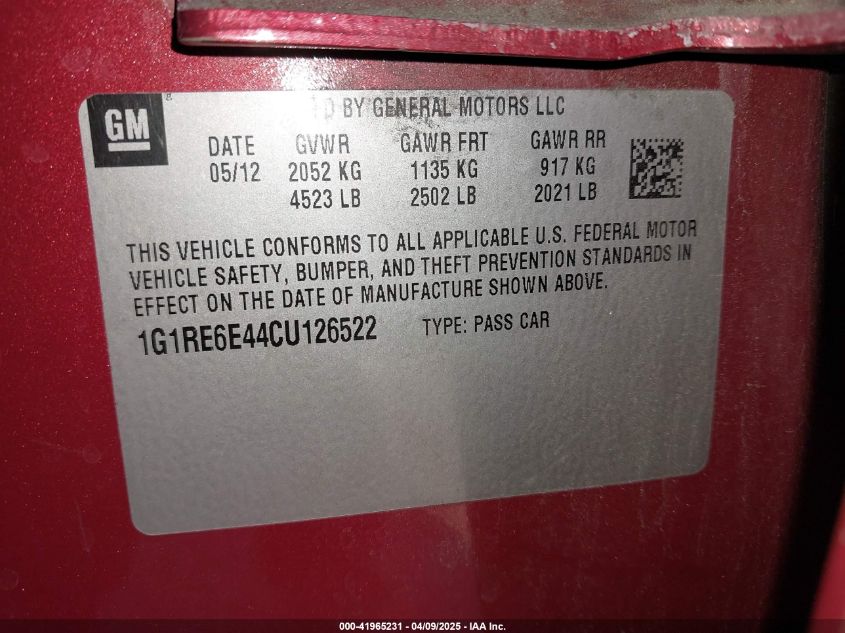 GM
BY GENERAL MOTORS LLC
DATE GVWR GAWR FRT GAWR RR
05/12 2052 KG 1135 KG 917 KG
4523 LB 2502 LB 2021 LB
THIS VEHICLE CONFORMS TO ALL APPLICABLE U.S. FEDERAL MOTOR
VEHICLE SAFETY, BUMPER, AND THEFT PREVENTION STANDARDS IN
EFFECT ON THE DATE OF MANUFACTURE SHOWN ABOVE.
1G1RE6E44CU126522 TYPE: PASS CAR
000-41965231 | 04/09/2025 - IAA Inc.